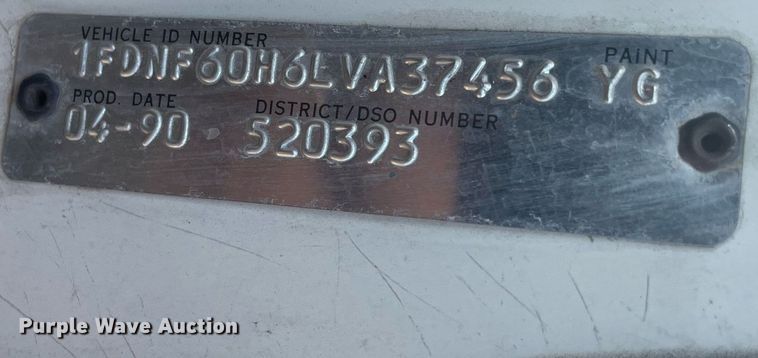 VEHICLE ID NUMBER PAINT
1FDNF60H6LVA37456 YG
PROD. DATE DISTRICT/DSO NUMBER
04-90 520393
Purple Wave Auction